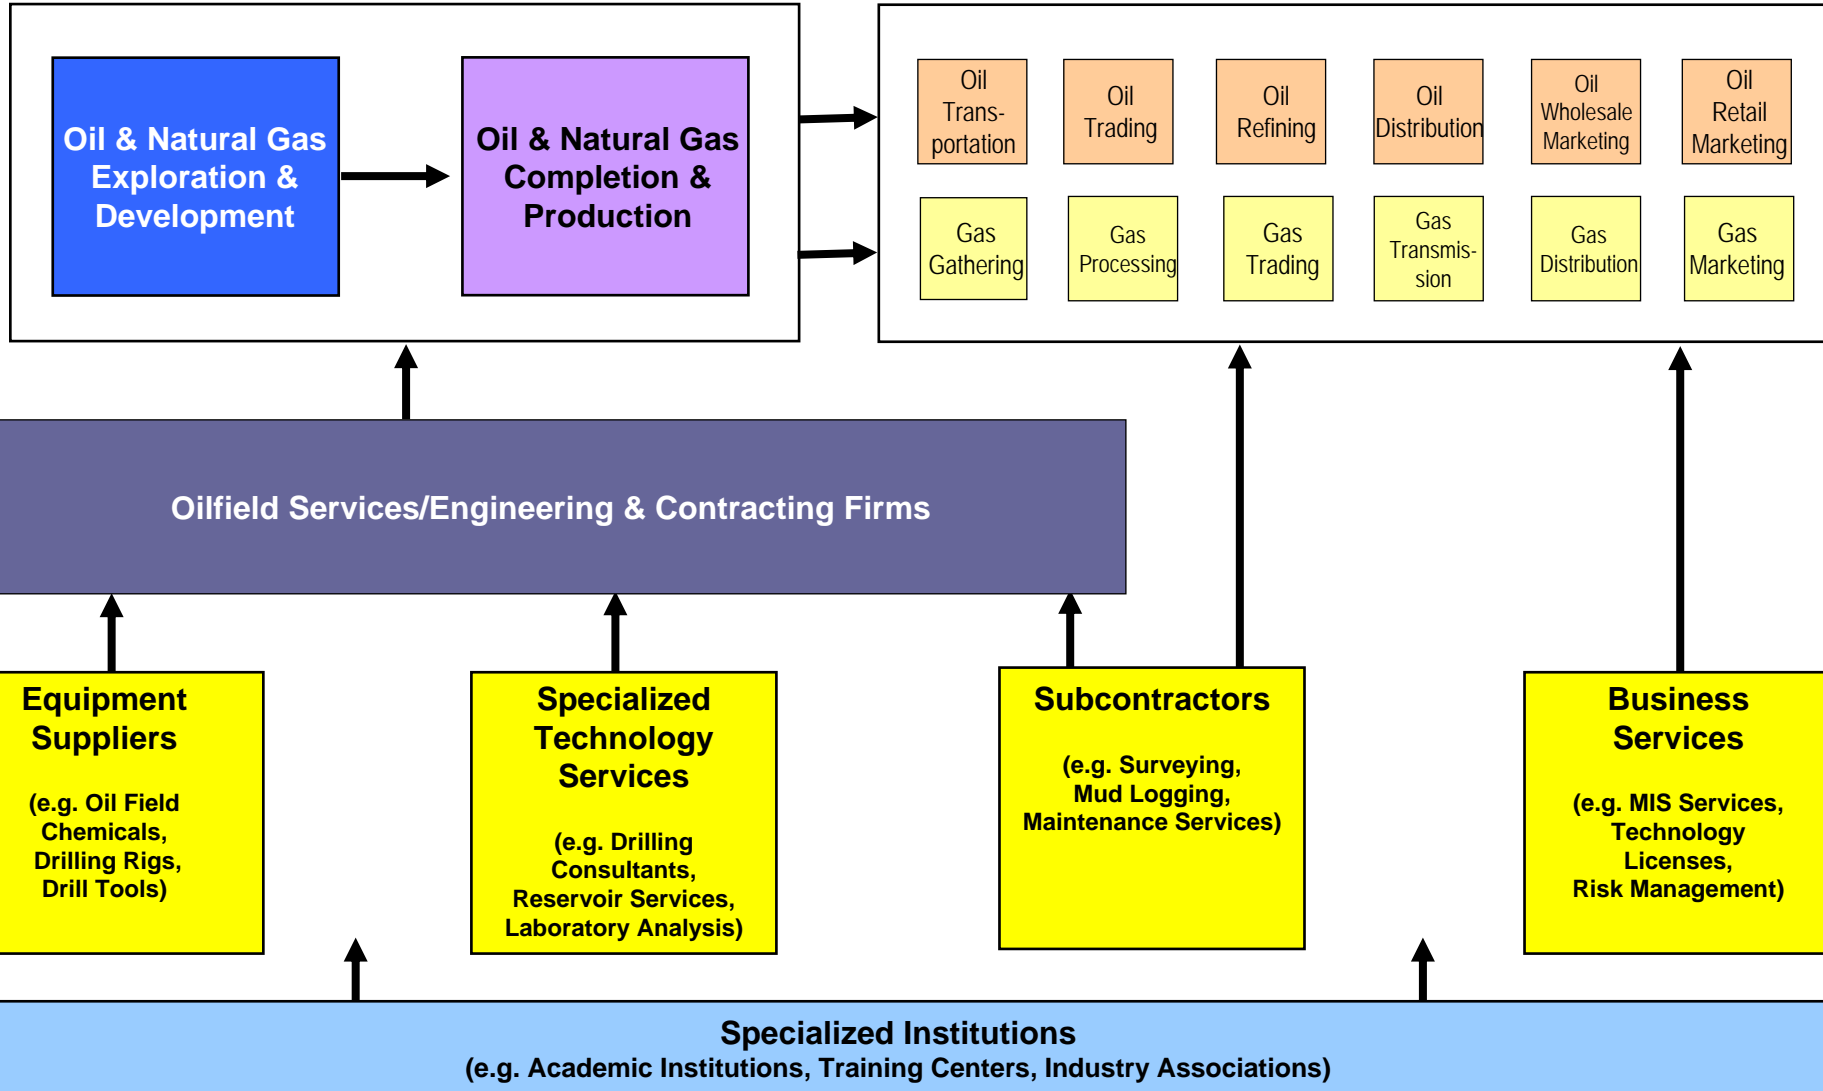 Oil & Natural Gas
Exploration &
Development
Oil & Natural Gas
Completion &
Production
Oil
Trans-
portation
Oil
Trading
Oil
Refining
Oil
Distribution
Oil
Wholesale
Marketing
Oil
Retail
Marketing
Gas
Gathering
Gas
Processing
Gas
Trading
Gas
Transmis-
sion
Gas
Distribution
Gas
Marketing
Oilfield Services/Engineering & Contracting Firms
Equipment
Suppliers
(e.g. Oil Field
Chemicals,
Drilling Rigs,
Drill Tools)
Specialized
Technology
Services
(e.g. Drilling
Consultants,
Reservoir Services,
Laboratory Analysis)
Subcontractors
(e.g. Surveying,
Mud Logging,
Maintenance Services)
Business
Services
(e.g. MIS Services,
Technology
Licenses,
Risk Management)
Specialized Institutions
(e.g. Academic Institutions, Training Centers, Industry Associations)